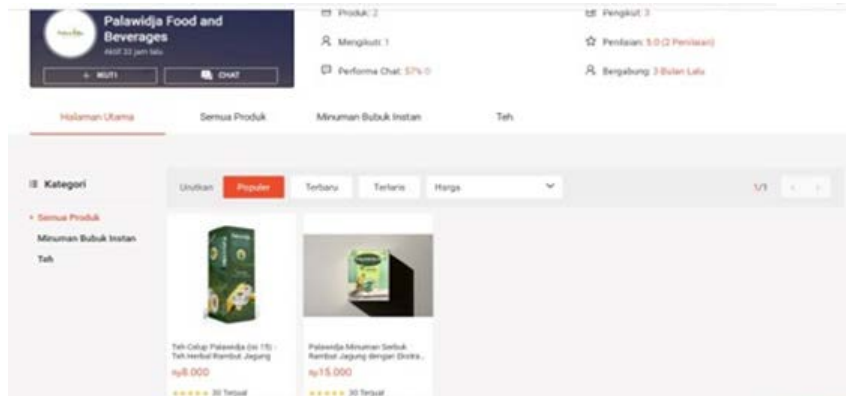 Palawidja Food and
Beverages
Aktif 33 jam lalu
+ IKUTI
CHAT
Produk: 2
Mengikuti: 1
Performa Chat: 57%
Pengikut: 3
Penilaian: 5.0 (2 Penilaian)
Bergabung: 3 Bulan Lalu
Halaman Utama
Semua Produk
Minuman Bubuk Instan
Teh
Kategori
Semua Produk
Minuman Bubuk Instan
Teh
Urutkan
Populer
Terbaru
Terlaris
Harga
1/1
Teh Celup Palawidja (isi 15) -
Teh Herbal Rambut Jagung
Rp8.000
30 Terjual
Palawidja Minuman Serbuk
Rambut Jagung dengan Ekstra...
Rp15.000
30 Terjual